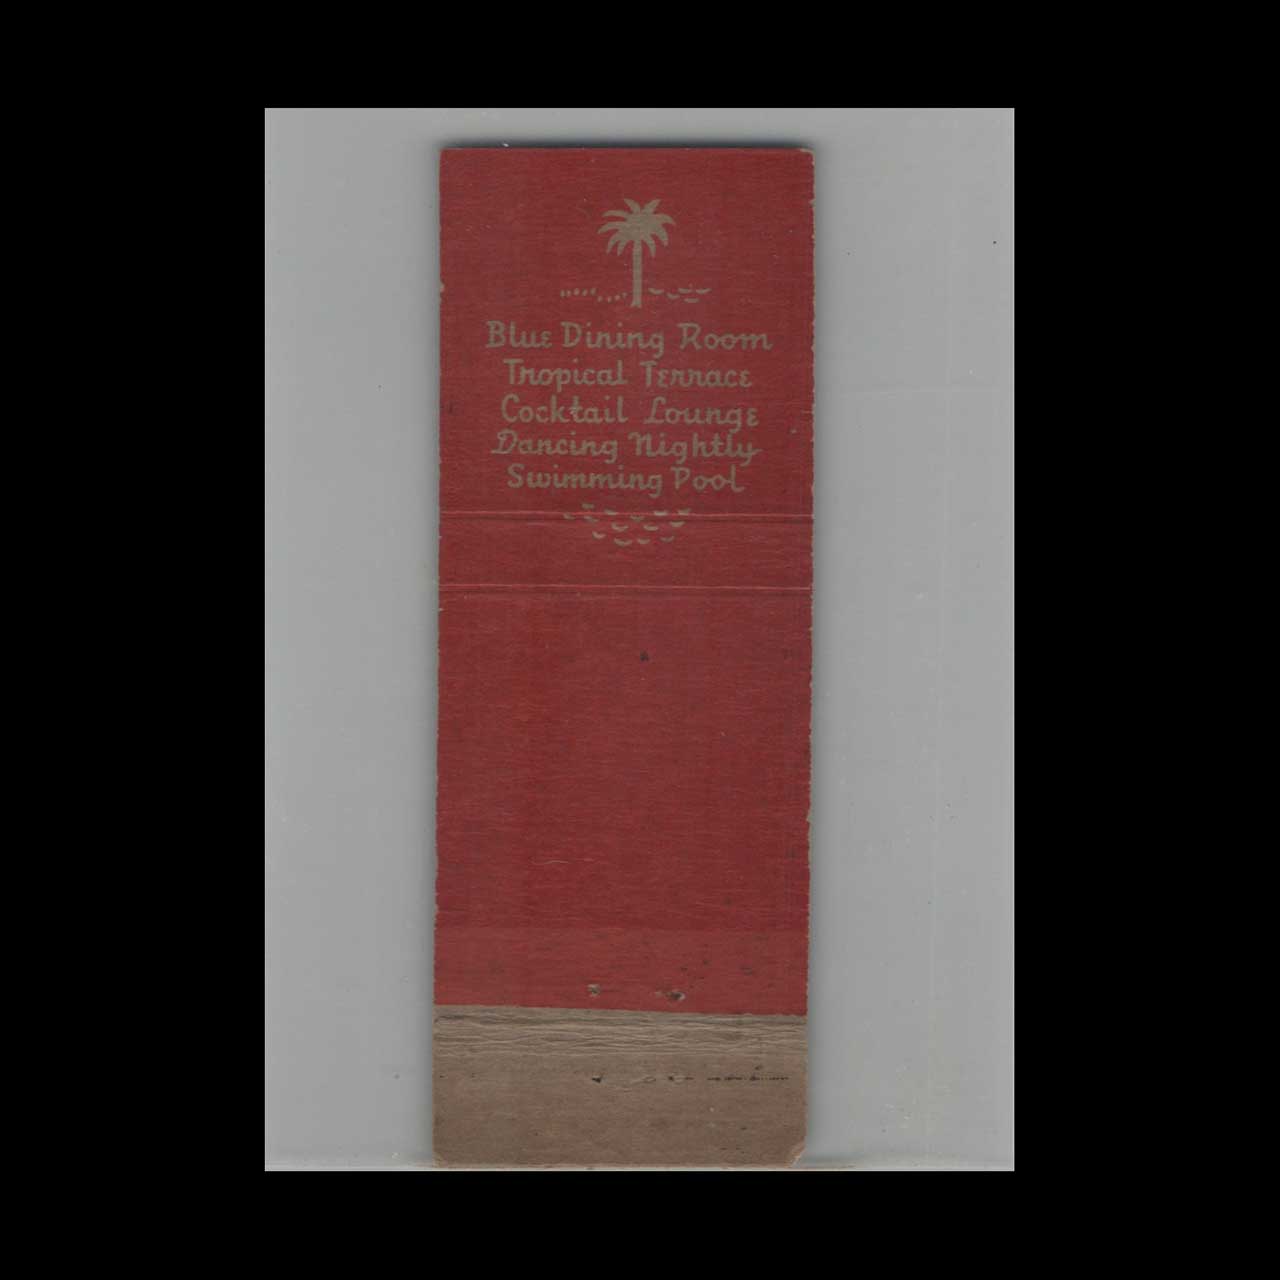 Blue Dining Room
Tropical Terrace
Cocktail Lounge
Dancing Nightly
Swimming Pool